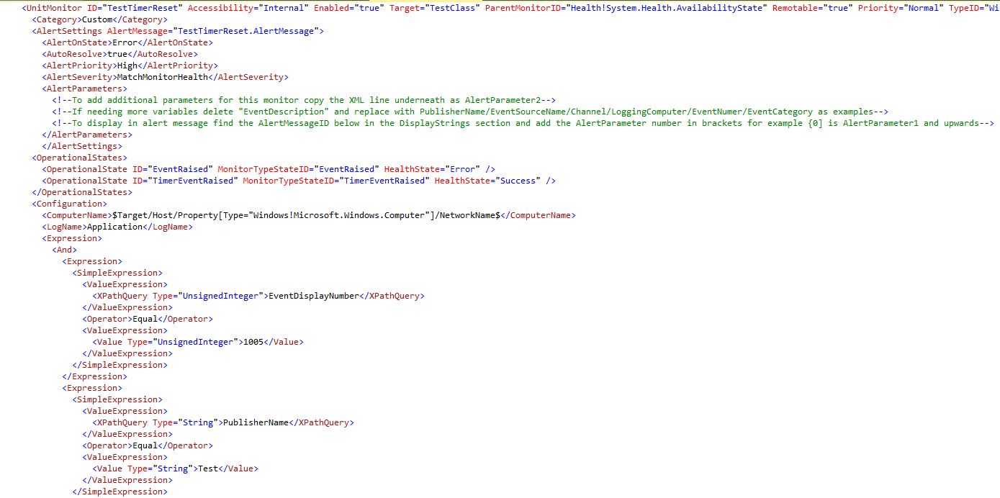 <UnitMonitor ID="TestTimerReset" Accessibility="Internal" Enabled="true" Target="TestClass" ParentMonitorID="Health!System.Health.AvailabilityState" Remotable="true" Priority="Normal" TypeID="Wi
<Category>Custom</Category>
<AlertSettings AlertMessage="TestTimerReset.AlertMessage">
<AlertOnState>Error</AlertOnState>
<AutoResolve>true</AutoResolve>
<AlertPriority>High</AlertPriority>
<AlertSeverity>MatchMonitorHealth</AlertSeverity>
<AlertParameters>
<!--To add additional parameters for this monitor copy the XML line underneath as AlertParameter2-->
<!--If needing more variables delete "EventDescription" and replace with PublisherName/EventSourceName/Channel/LoggingComputer/EventNumer/EventCategory as examples-->
<!--To display in alert message find the AlertMessageID below in the DisplayStrings section and add the AlertParameter number in brackets for example {0] is AlertParameter1 and upwards-->
</AlertParameters>
</AlertSettings>
<OperationalStates>
<OperationalState ID="EventRaised" MonitorTypeStateID="EventRaised" HealthState="Error" />
<OperationalState ID="TimerEventRaised" MonitorTypeStateID="TimerEventRaised" HealthState="Success" />
</OperationalStates>
<Configuration>
<ComputerName>$Target/Host/Property[Type="Windows!Microsoft.Windows.Computer"]/NetworkName$</ComputerName>
<LogName>Application</LogName>
<Expression>
<And>
<Expression>
<SimpleExpression>
<ValueExpression>
<XPathQuery Type="UnsignedInteger">EventDisplayNumber</XPathQuery>
</ValueExpression>
<Operator>Equal</Operator>
<ValueExpression>
<Value Type="UnsignedInteger">1005</Value>
</ValueExpression>
</SimpleExpression>
</Expression>
<Expression>
<SimpleExpression>
<ValueExpression>
<XPathQuery Type="String">PublisherName</XPathQuery>
</ValueExpression>
<Operator>Equal</Operator>
<ValueExpression>
<Value Type="String">Test</Value>
</ValueExpression>
</SimpleExpression>